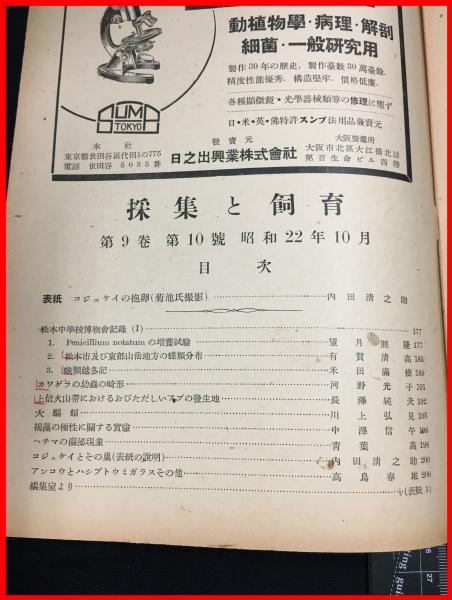 動植物學・病理・解剖
細菌・一般研究用
製作30年の歴史, 製作臺數30萬臺餘,
精度性能優秀, 構造堅牢, 價格低廉,
各種顯微鏡・光學器械類等の修理に應ず
日・米・英・佛特許スンプ法用品發賣元
AUMA
TOKYO
本社
東京都世田谷區代田1の775
電話 世田谷5035番
發賣元
日之出興業株式會社
大阪營業所
大阪市北區大江橋北詰
第百生命ビル四階
採集と飼育
第9卷 第10號 昭和22年10月
目次
表紙 コジュケイの抱卵(菊池氏撮影) 内田清之助
松本中學校博物會記錄 (I) 177
1. Penicillium notatum の培養試驗 望月照隆 177
2. 松本市及び東部山岳地方の蝶類分布 有賀清高 185
3. 蛾類越多記 米田滿樹 189
カワゲラの幼蟲の畸形 河野光子 191
上信火山帶におけるおびただしいアブの發生地 長澤純夫 192
大蝙蝠 川上弘見 195
褐藻の極性に關する實驗 中澤信午 196
ヘチマの溢泌現象 青葉高 198
コジュケイとその巢(表紙の說明) 内田清之助 200
アンコウとハシブトウミガラスその他 高島春雄 200
編集室より (表紙3)